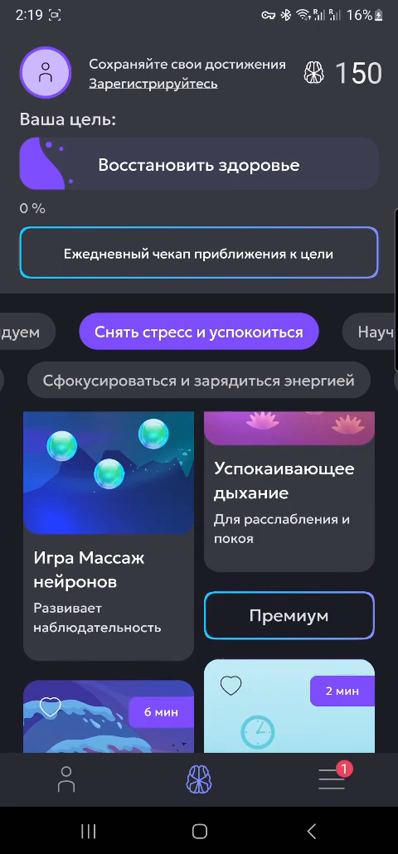 2:19
16%
Сохраняйте свои достижения
Зарегистрируйтесь
150
Ваша цель:
Восстановить здоровье
0 %
Ежедневный чекап приближения к цели
дуем
Снять стресс и успокоиться
Науч
Сфокусироваться и зарядиться энергией
Игра Массаж
нейронов
Развивает
наблюдательность
Успокаивающее
дыхание
Для расслабления и
покоя
Премиум
6 мин
2 мин
1